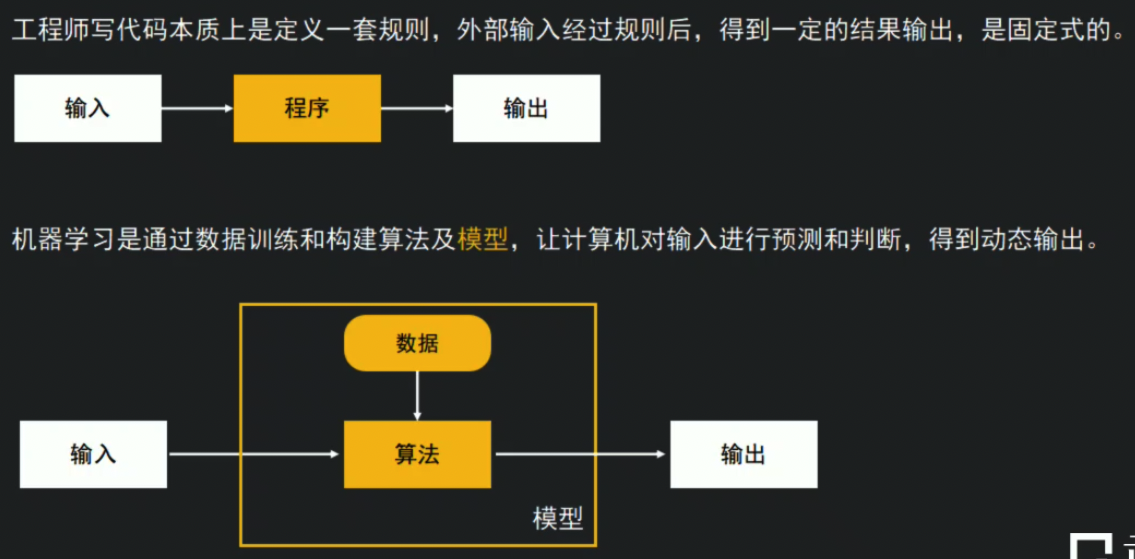 工程师写代码本质上是定义一套规则，外部输入经过规则后，得到一定的结果输出，是固定式的。
输入
程序
输出
机器学习是通过数据训练和构建算法及模型，让计算机对输入进行预测和判断，得到动态输出。
数据
输入
算法
输出
模型